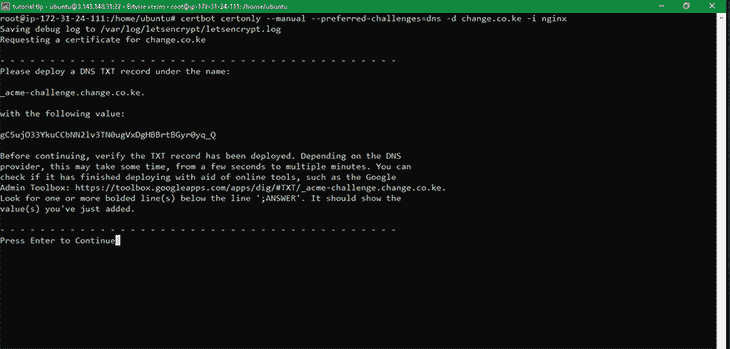 tutorial.tlp - ubuntu@3.143.148.31:22 - Bitvise xterm - root@ip-172-31-24-111: /home/ubuntu
root@ip-172-31-24-111:/home/ubuntu# certbot certonly --manual --preferred-challenges=dns -d change.co.ke -i nginx
Saving debug log to /var/log/letsencrypt/letsencrypt.log
Requesting a certificate for change.co.ke
- - - - - - - - - - - - - - - - - - - - - - - - - - - - - - - - - - - - - - - -
Please deploy a DNS TXT record under the name:
_acme-challenge.change.co.ke.
with the following value:
gC5ujO33YkuCCbNN2lv3TN0ugVxDgH8BrtBGyr0yq_Q
Before continuing, verify the TXT record has been deployed. Depending on the DNS
provider, this may take some time, from a few seconds to multiple minutes. You can
check if it has finished deploying with aid of online tools, such as the Google
Admin Toolbox: https://toolbox.googleapps.com/apps/dig/#TXT/_acme-challenge.change.co.ke.
Look for one or more bolded line(s) below the line ';ANSWER'. It should show the
value(s) you've just added.
- - - - - - - - - - - - - - - - - - - - - - - - - - - - - - - - - - - - - - - -
Press Enter to Continue